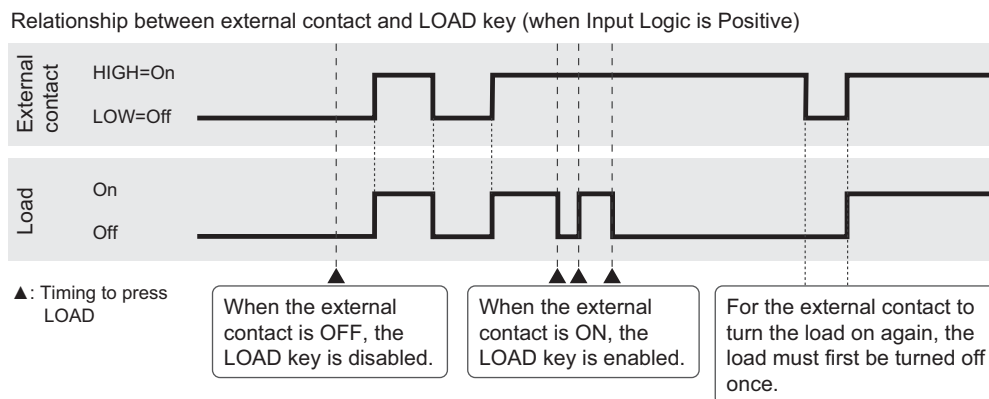 Relationship between external contact and LOAD key (when Input Logic is Positive)
External
contact
HIGH=On
LOW=Off
Load
On
Off
▲: Timing to press
LOAD
When the external
contact is OFF, the
LOAD key is disabled.
When the external
contact is ON, the
LOAD key is enabled.
For the external contact to
turn the load on again, the
load must first be turned off
once.